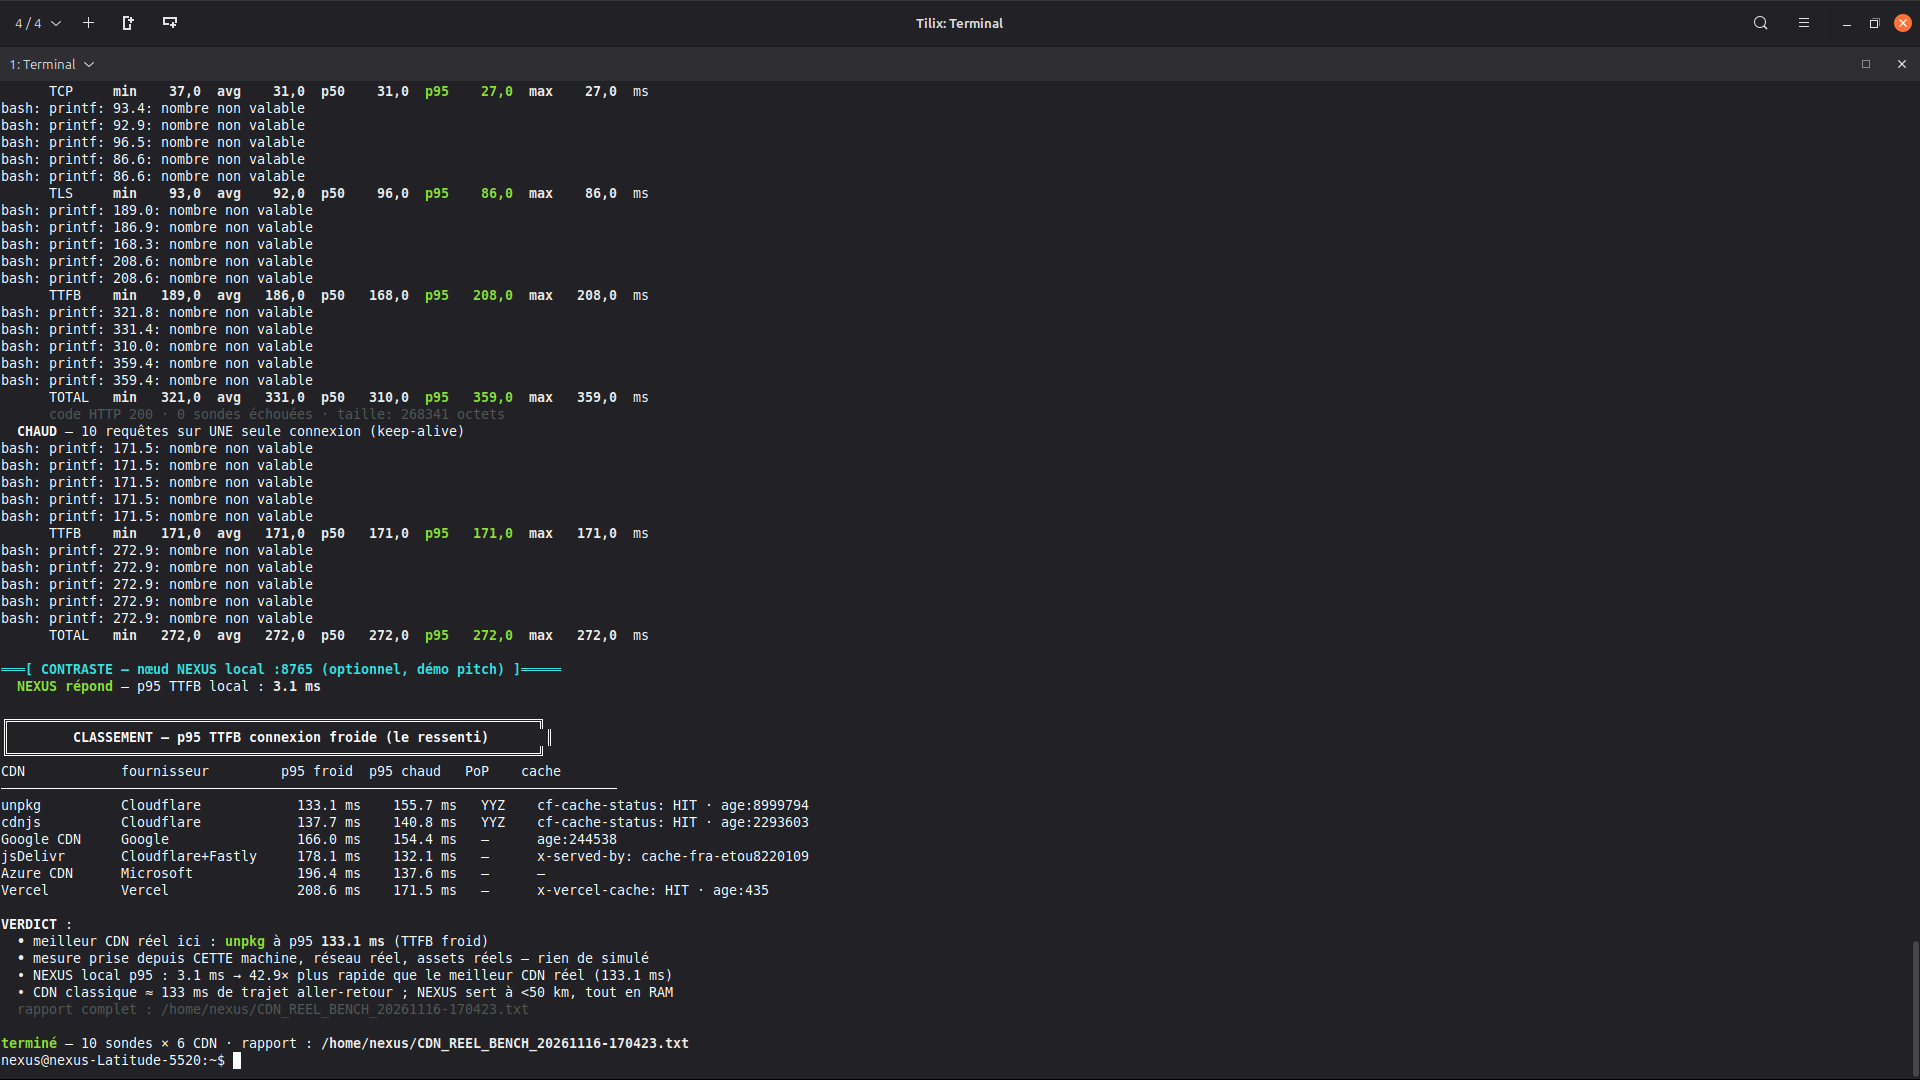 4 / 4
Tilix: Terminal
1: Terminal
TCP min 37,0 avg 31,0 p50 31,0 p95 27,0 max 27,0 ms
bash: printf: 93.4: nombre non valable
bash: printf: 92.9: nombre non valable
bash: printf: 96.5: nombre non valable
bash: printf: 86.6: nombre non valable
bash: printf: 86.6: nombre non valable
TLS min 93,0 avg 92,0 p50 96,0 p95 86,0 max 86,0 ms
bash: printf: 189.0: nombre non valable
bash: printf: 186.9: nombre non valable
bash: printf: 168.3: nombre non valable
bash: printf: 208.6: nombre non valable
bash: printf: 208.6: nombre non valable
TTFB min 189,0 avg 186,0 p50 168,0 p95 208,0 max 208,0 ms
bash: printf: 321.8: nombre non valable
bash: printf: 331.4: nombre non valable
bash: printf: 310.0: nombre non valable
bash: printf: 359.4: nombre non valable
bash: printf: 359.4: nombre non valable
TOTAL min 321,0 avg 331,0 p50 310,0 p95 359,0 max 359,0 ms
code HTTP 200 · 0 sondes échouées · taille: 268341 octets
CHAUD — 10 requêtes sur UNE seule connexion (keep-alive)
bash: printf: 171.5: nombre non valable
bash: printf: 171.5: nombre non valable
bash: printf: 171.5: nombre non valable
bash: printf: 171.5: nombre non valable
bash: printf: 171.5: nombre non valable
TTFB min 171,0 avg 171,0 p50 171,0 p95 171,0 max 171,0 ms
bash: printf: 272.9: nombre non valable
bash: printf: 272.9: nombre non valable
bash: printf: 272.9: nombre non valable
bash: printf: 272.9: nombre non valable
bash: printf: 272.9: nombre non valable
TOTAL min 272,0 avg 272,0 p50 272,0 p95 272,0 max 272,0 ms
═══[ CONTRASTE — nœud NEXUS local :8765 (optionnel, démo pitch) ]═════
NEXUS répond — p95 TTFB local : 3.1 ms
CLASSEMENT — p95 TTFB connexion froide (le ressenti)
CDN fournisseur p95 froid p95 chaud PoP cache
unpkg Cloudflare 133.1 ms 155.7 ms YYZ cf-cache-status: HIT · age:8999794
cdnjs Cloudflare 137.7 ms 140.8 ms YYZ cf-cache-status: HIT · age:2293603
Google CDN Google 166.0 ms 154.4 ms — age:244538
jsDelivr Cloudflare+Fastly 178.1 ms 132.1 ms — x-served-by: cache-fra-etou8220109
Azure CDN Microsoft 196.4 ms 137.6 ms — —
Vercel Vercel 208.6 ms 171.5 ms — x-vercel-cache: HIT · age:435
VERDICT :
• meilleur CDN réel ici : unpkg à p95 133.1 ms (TTFB froid)
• mesure prise depuis CETTE machine, réseau réel, assets réels — rien de simulé
• NEXUS local p95 : 3.1 ms → 42.9× plus rapide que le meilleur CDN réel (133.1 ms)
• CDN classique ≈ 133 ms de trajet aller-retour ; NEXUS sert à <50 km, tout en RAM
rapport complet : /home/nexus/CDN_REEL_BENCH_20261116-170423.txt
terminé — 10 sondes × 6 CDN · rapport : /home/nexus/CDN_REEL_BENCH_20261116-170423.txt
nexus@nexus-Latitude-5520:~$